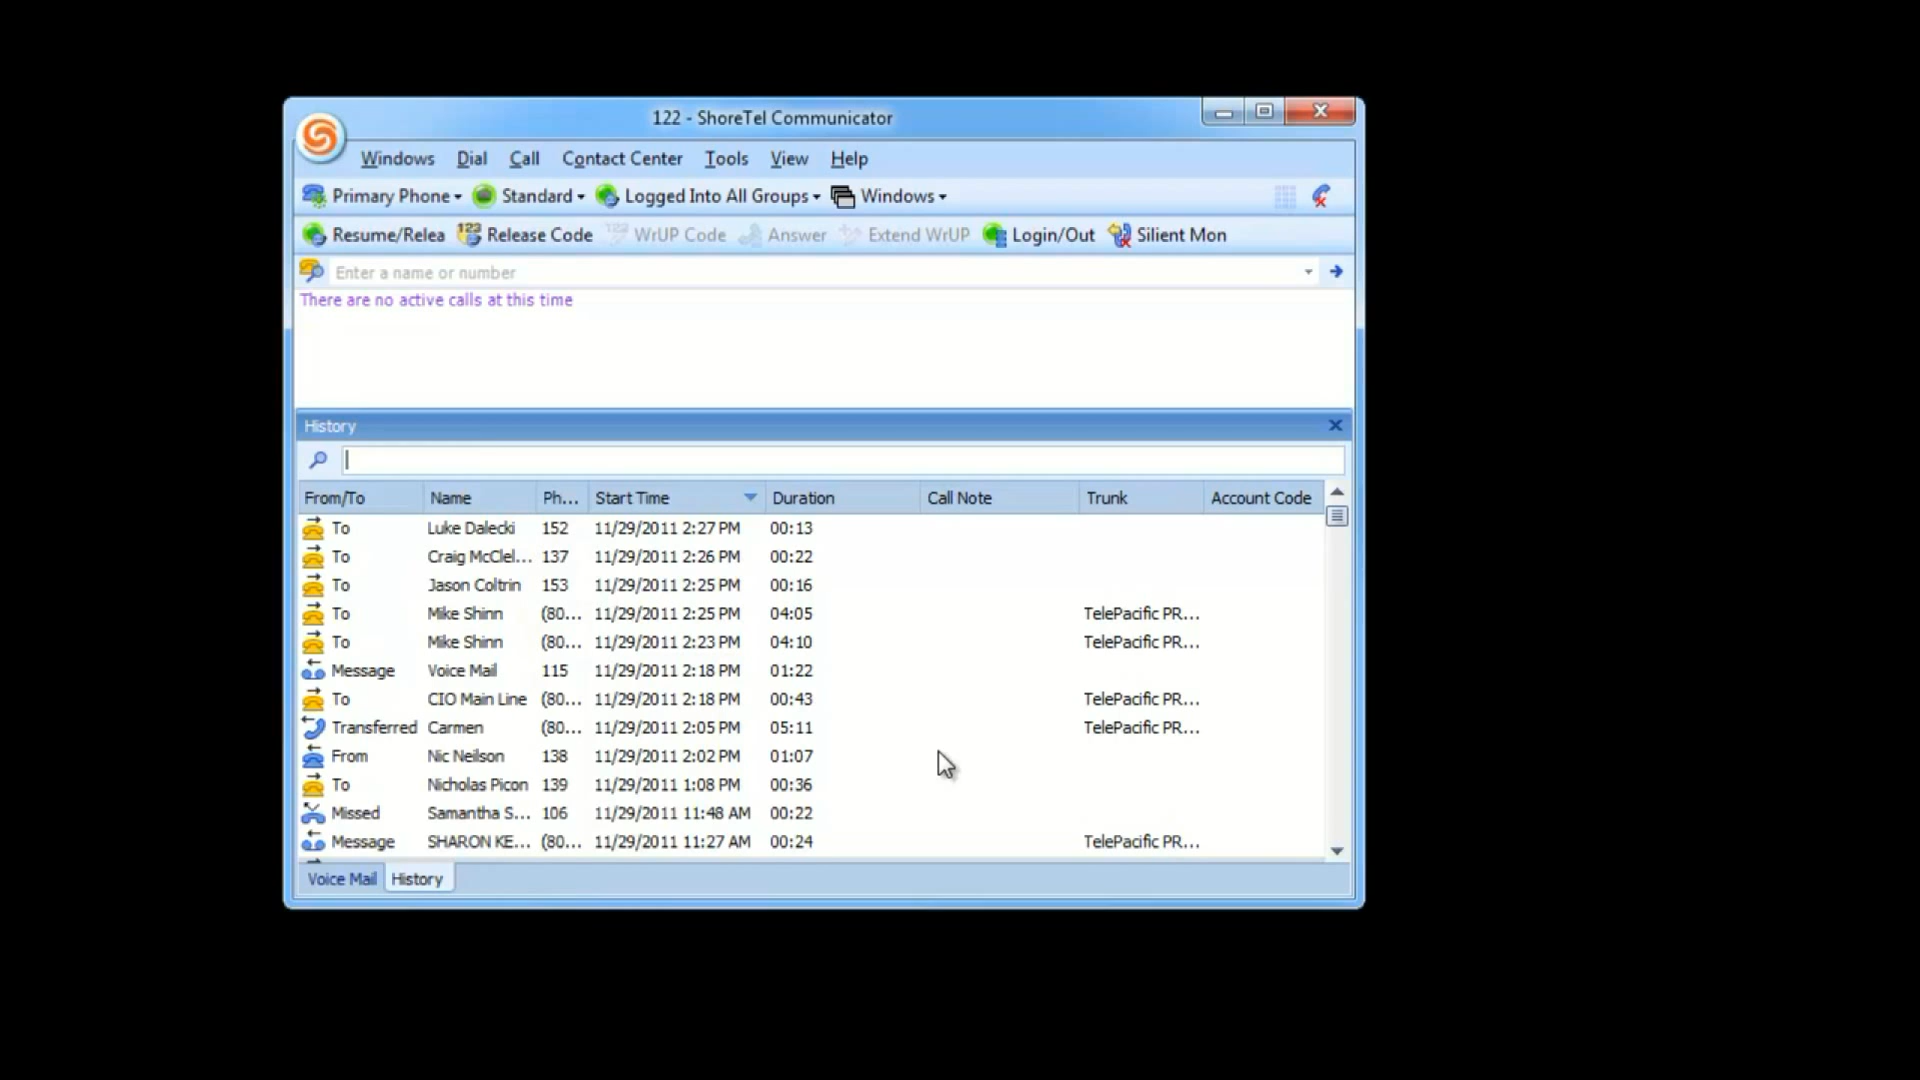 122 - ShoreTel Communicator
Windows Dial Call Contact Center Tools View Help
Primary Phone Standard Logged Into All Groups Windows
Resume/Relea Release Code WrUP Code Answer Extend WrUP Login/Out Silient Mon
Enter a name or number
There are no active calls at this time
History
From/To Name Ph... Start Time Duration Call Note Trunk Account Code
To Luke Dalecki 152 11/29/2011 2:27 PM 00:13
To Craig McClel... 137 11/29/2011 2:26 PM 00:22
To Jason Coltrin 153 11/29/2011 2:25 PM 00:16
To Mike Shinn (80... 11/29/2011 2:25 PM 04:05 TelePacific PR...
To Mike Shinn (80... 11/29/2011 2:23 PM 04:10 TelePacific PR...
Message Voice Mail 115 11/29/2011 2:18 PM 01:22
To CIO Main Line (80... 11/29/2011 2:18 PM 00:43 TelePacific PR...
Transferred Carmen (80... 11/29/2011 2:05 PM 05:11 TelePacific PR...
From Nic Neilson 138 11/29/2011 2:02 PM 01:07
To Nicholas Picon 139 11/29/2011 1:08 PM 00:36
Missed Samantha S... 106 11/29/2011 11:48 AM 00:22
Message SHARON KE... (80... 11/29/2011 11:27 AM 00:24 TelePacific PR...
Voice Mail History